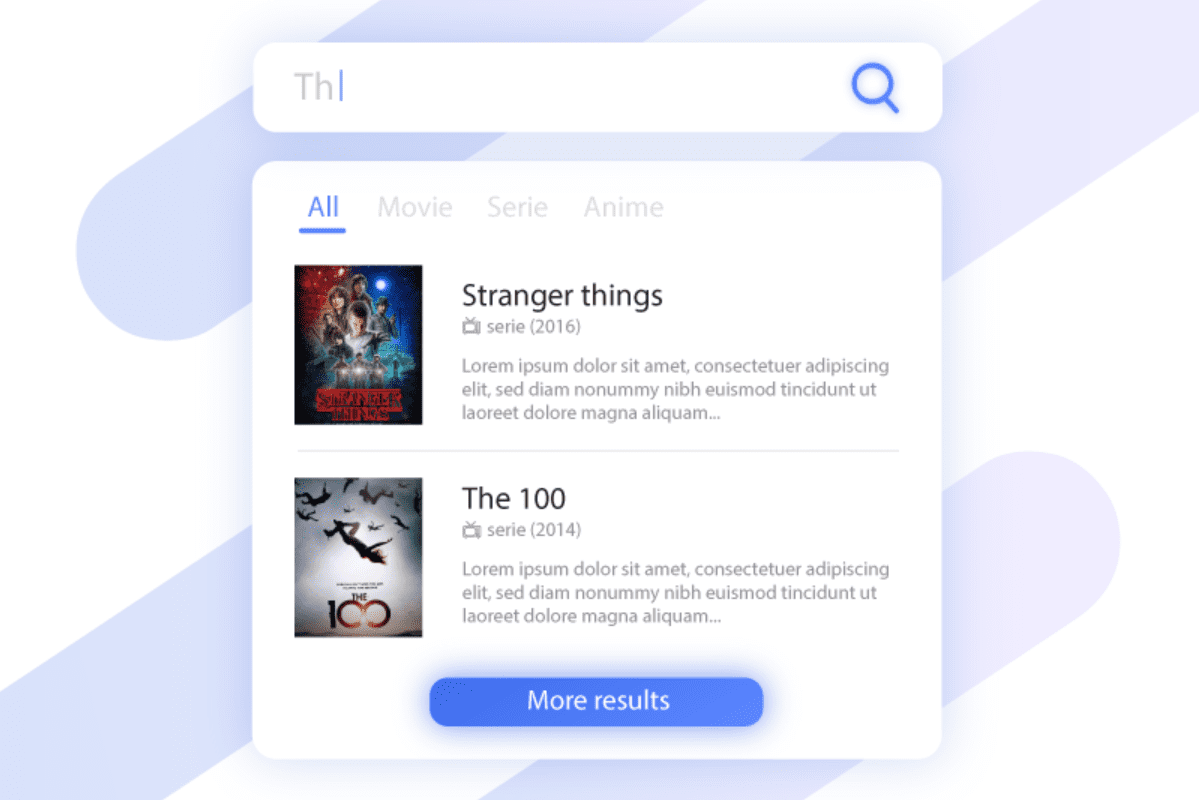 Th
All Movie Serie Anime
Stranger things
serie (2016)
Lorem ipsum dolor sit amet, consectetuer adipiscing
elit, sed diam nonummy nibh euismod tincidunt ut
laoreet dolore magna aliquam...
STRANGER
THINGS
The 100
serie (2014)
Lorem ipsum dolor sit amet, consectetuer adipiscing
elit, sed diam nonummy nibh euismod tincidunt ut
laoreet dolore magna aliquam...
THE
100
More results